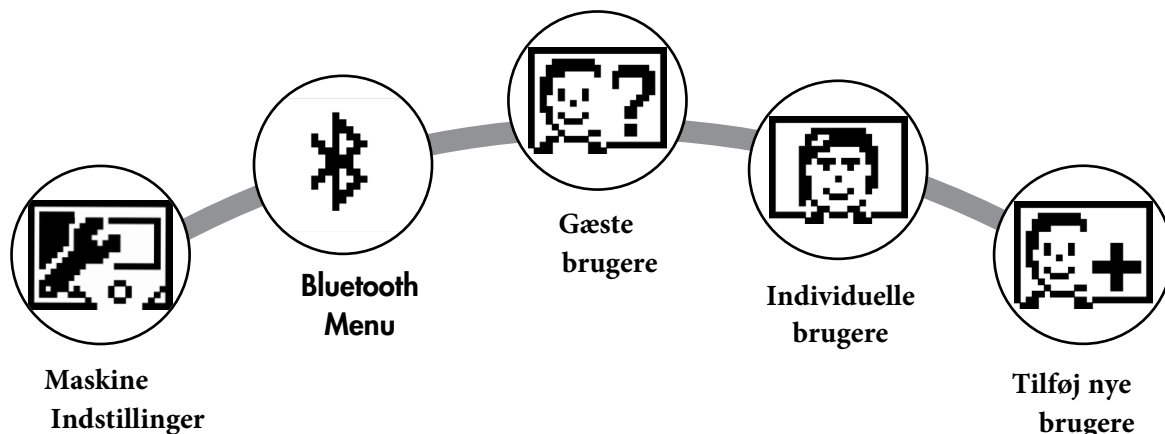 Maskine
Indstillinger
Bluetooth
Menu
Gæste
brugere
Individuelle
brugere
Tilføj nye
brugere